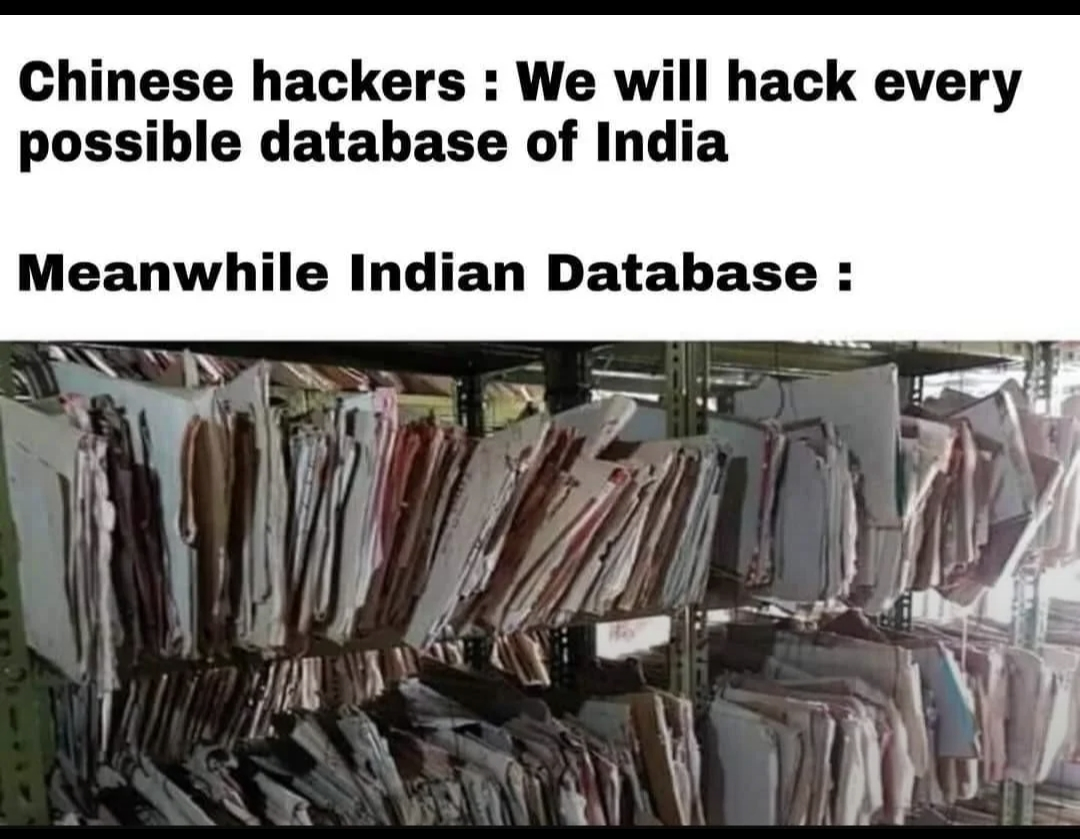 Chinese hackers : We will hack every
possible database of India
Meanwhile Indian Database :